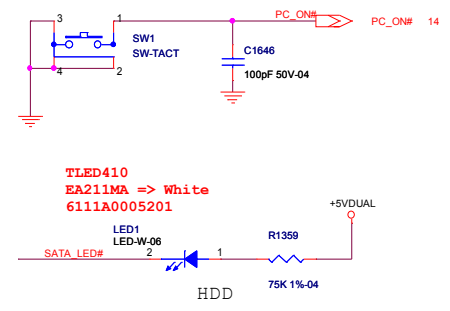 3
1
PC_ON#
PC_ON# 14
SW1
SW-TACT
C1646
100pF 50V-04
4
2
TLED410
EA211MA => White
6111A0005201
+5VDUAL
LED1
LED-W-06
R1359
SATA_LED#
2
1
75K 1%-04
HDD